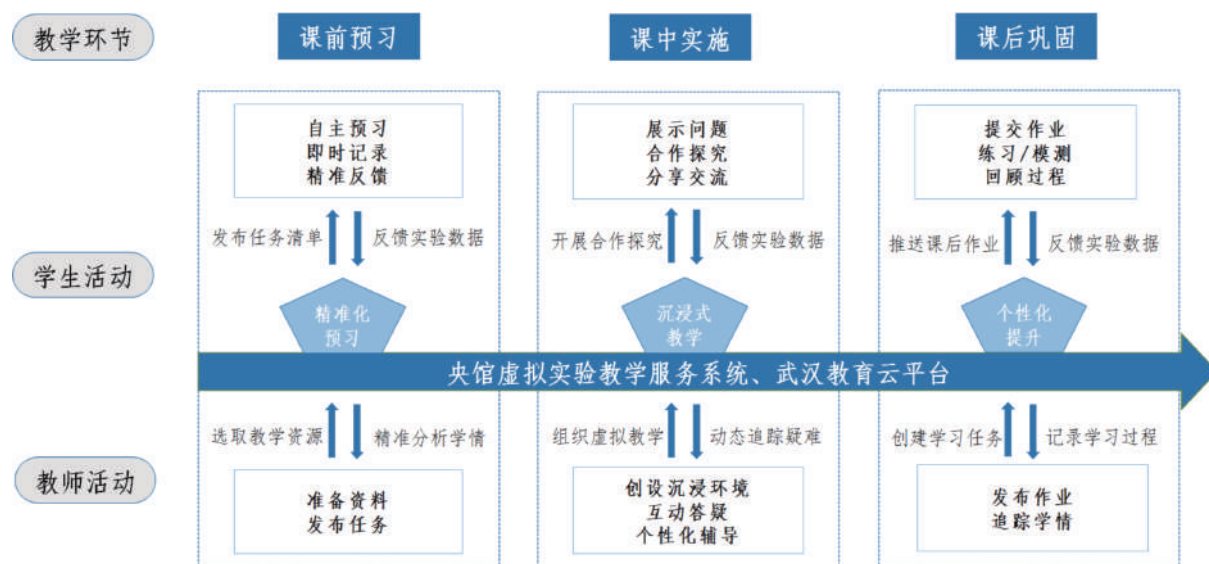 教学环节
课前预习
课中实施
课后巩固
自主预习
即时记录
精准反馈
展示问题
合作探究
分享交流
提交作业
练习/模测
回顾过程
学生活动
发布任务清单
反馈实验数据
开展合作探究
反馈实验数据
推送课后作业
反馈实验数据
精准化
预习
沉浸式
教学
个性化
提升
央馆虚拟实验教学服务系统、武汉教育云平台
教师活动
选取教学资源
精准分析学情
组织虚拟教学
动态追踪疑难
创建学习任务
记录学习过程
准备资料
发布任务
创设沉浸环境
互动答疑
个性化辅导
发布作业
追踪学情